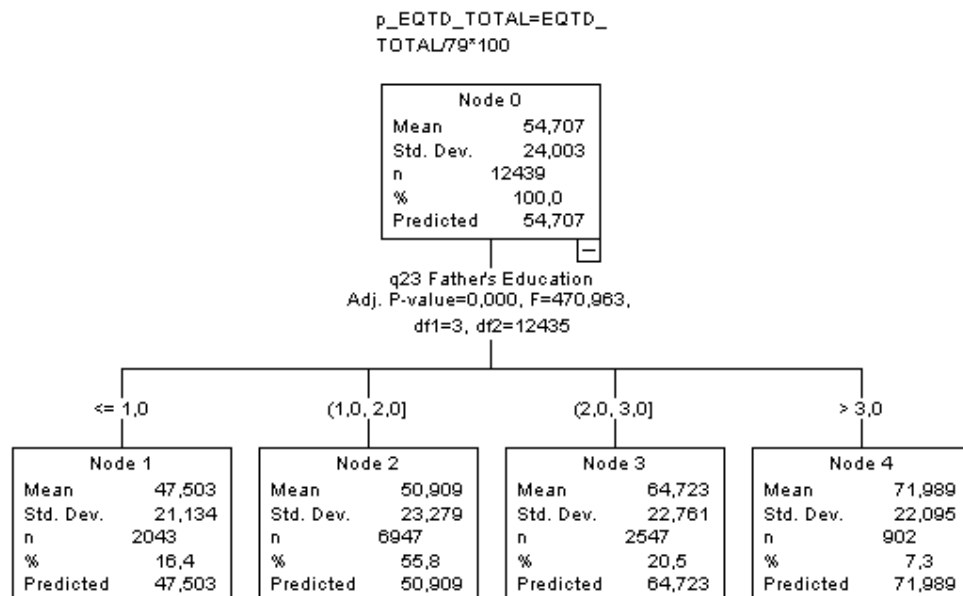 p_EQTD_TOTAL=EQTD_
TOTAL/79*100
Node 0
Mean 54,707
Std. Dev. 24,003
n 12439
% 100,0
Predicted 54,707
q23 Father's Education
Adj. P-value=0,000, F=470,963,
df1=3, df2=12435
<= 1,0
(1,0, 2,0]
(2,0, 3,0]
> 3,0
Node 1
Mean 47,503
Std. Dev. 21,134
n 2043
% 16,4
Predicted 47,503
Node 2
Mean 50,909
Std. Dev. 23,279
n 6947
% 55,8
Predicted 50,909
Node 3
Mean 64,723
Std. Dev. 22,761
n 2547
% 20,5
Predicted 64,723
Node 4
Mean 71,989
Std. Dev. 22,095
n 902
% 7,3
Predicted 71,989